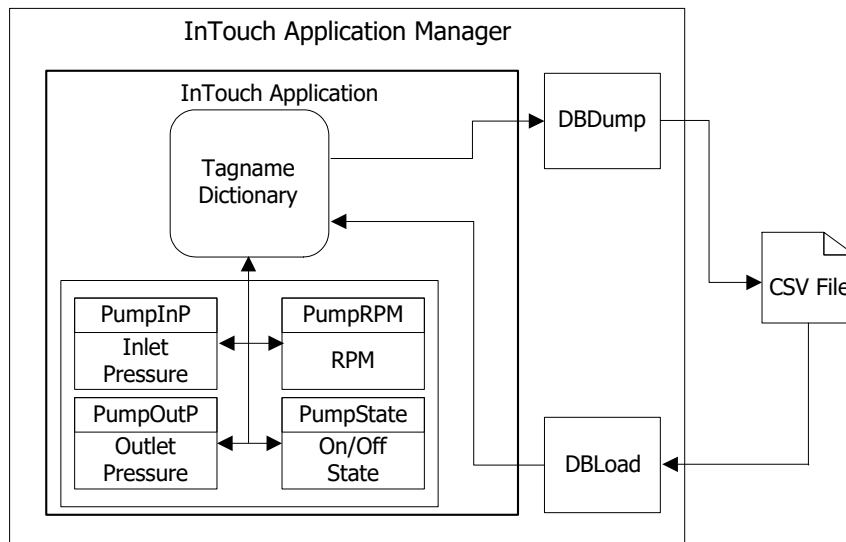 InTouch Application Manager
InTouch Application
Tagname
Dictionary
DBDump
CSV File
PumpInP
Inlet
Pressure
PumpRPM
RPM
PumpOutP
Outlet
Pressure
PumpState
On/Off
State
DBLoad